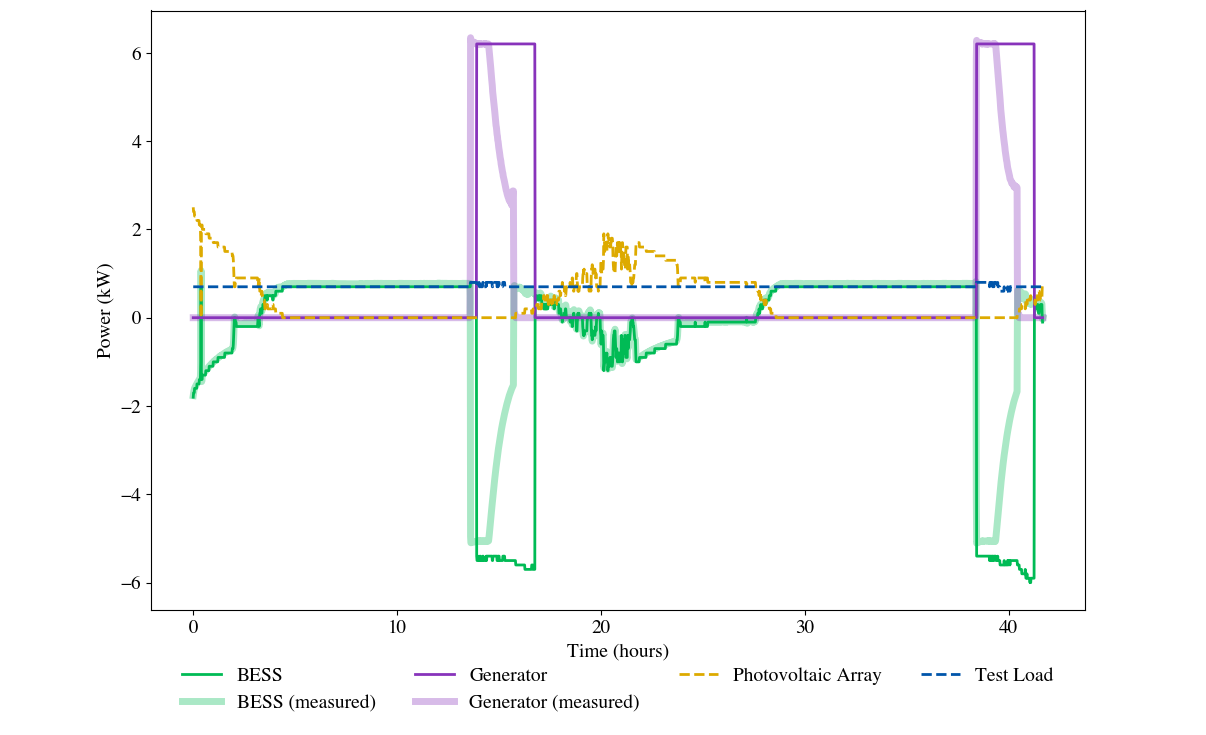 6
4
2
0
−2
−4
−6
Power (kW)
0 10 20 30 40
Time (hours)
BESS Generator Photovoltaic Array Test Load
BESS (measured) Generator (measured)